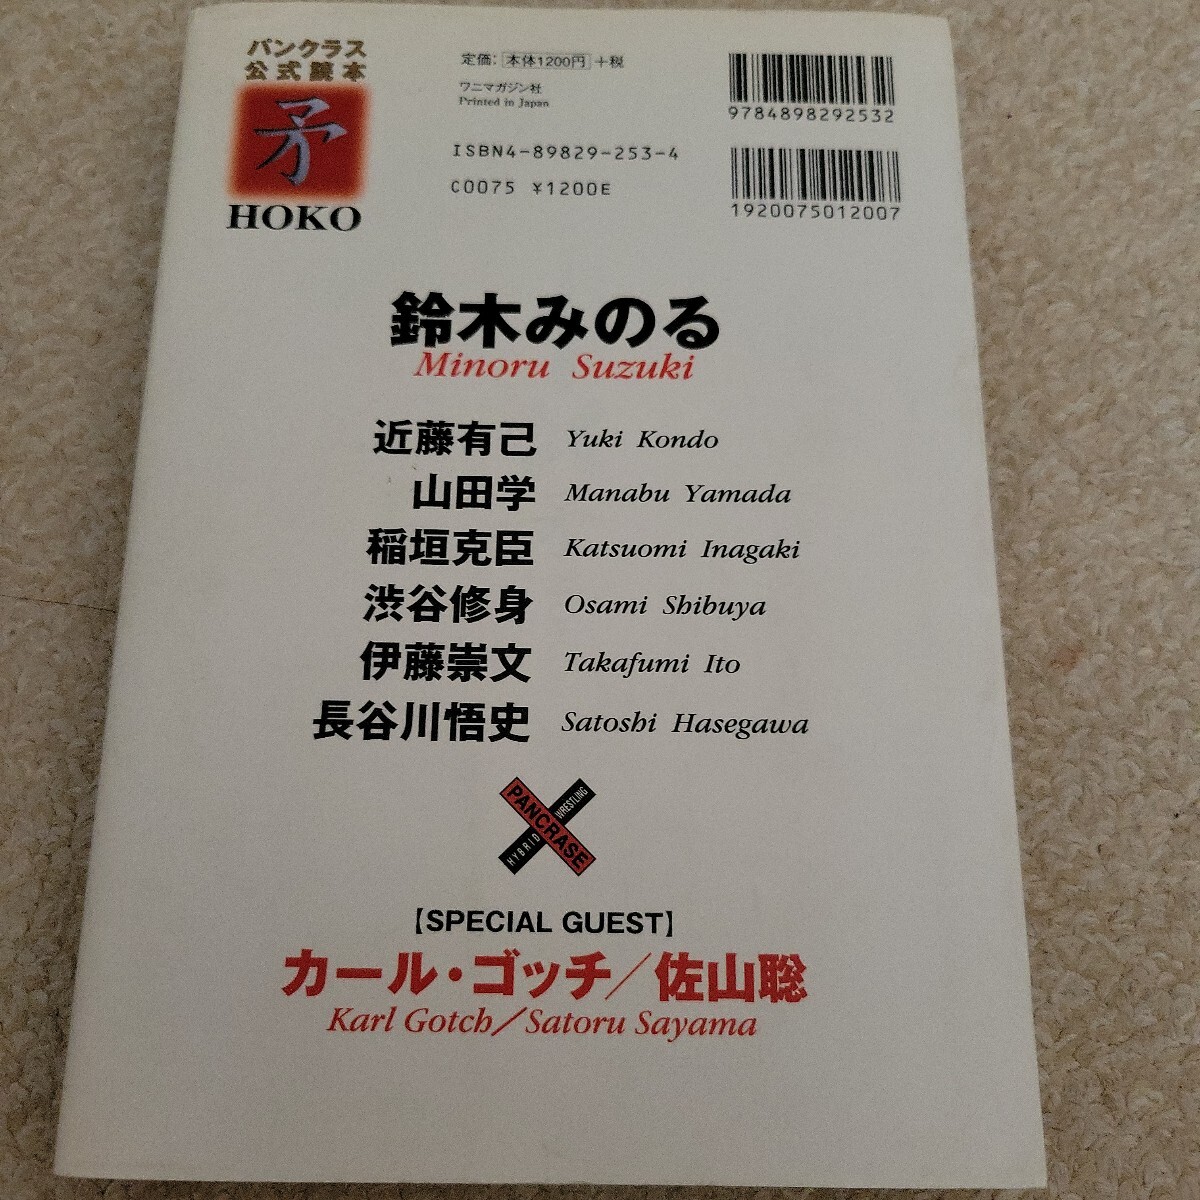 パンクラス
公式読本
矛
HOKO
定価: 本体1200円 +税
ワニマガジン社
Printed in Japan
9784898292532
ISBN4-89829-253-4
C0075 ¥1200E
1920075012007
鈴木みのる
Minoru Suzuki
近藤有己 Yuki Kondo
山田学 Manabu Yamada
稲垣克臣 Katsuomi Inagaki
渋谷修身 Osami Shibuya
伊藤崇文 Takafumi Ito
長谷川悟史 Satoshi Hasegawa
PANCRASE
HYBRID WRESTLING
【SPECIAL GUEST】
カール・ゴッチ／佐山聡
Karl Gotch／Satoru Sayama